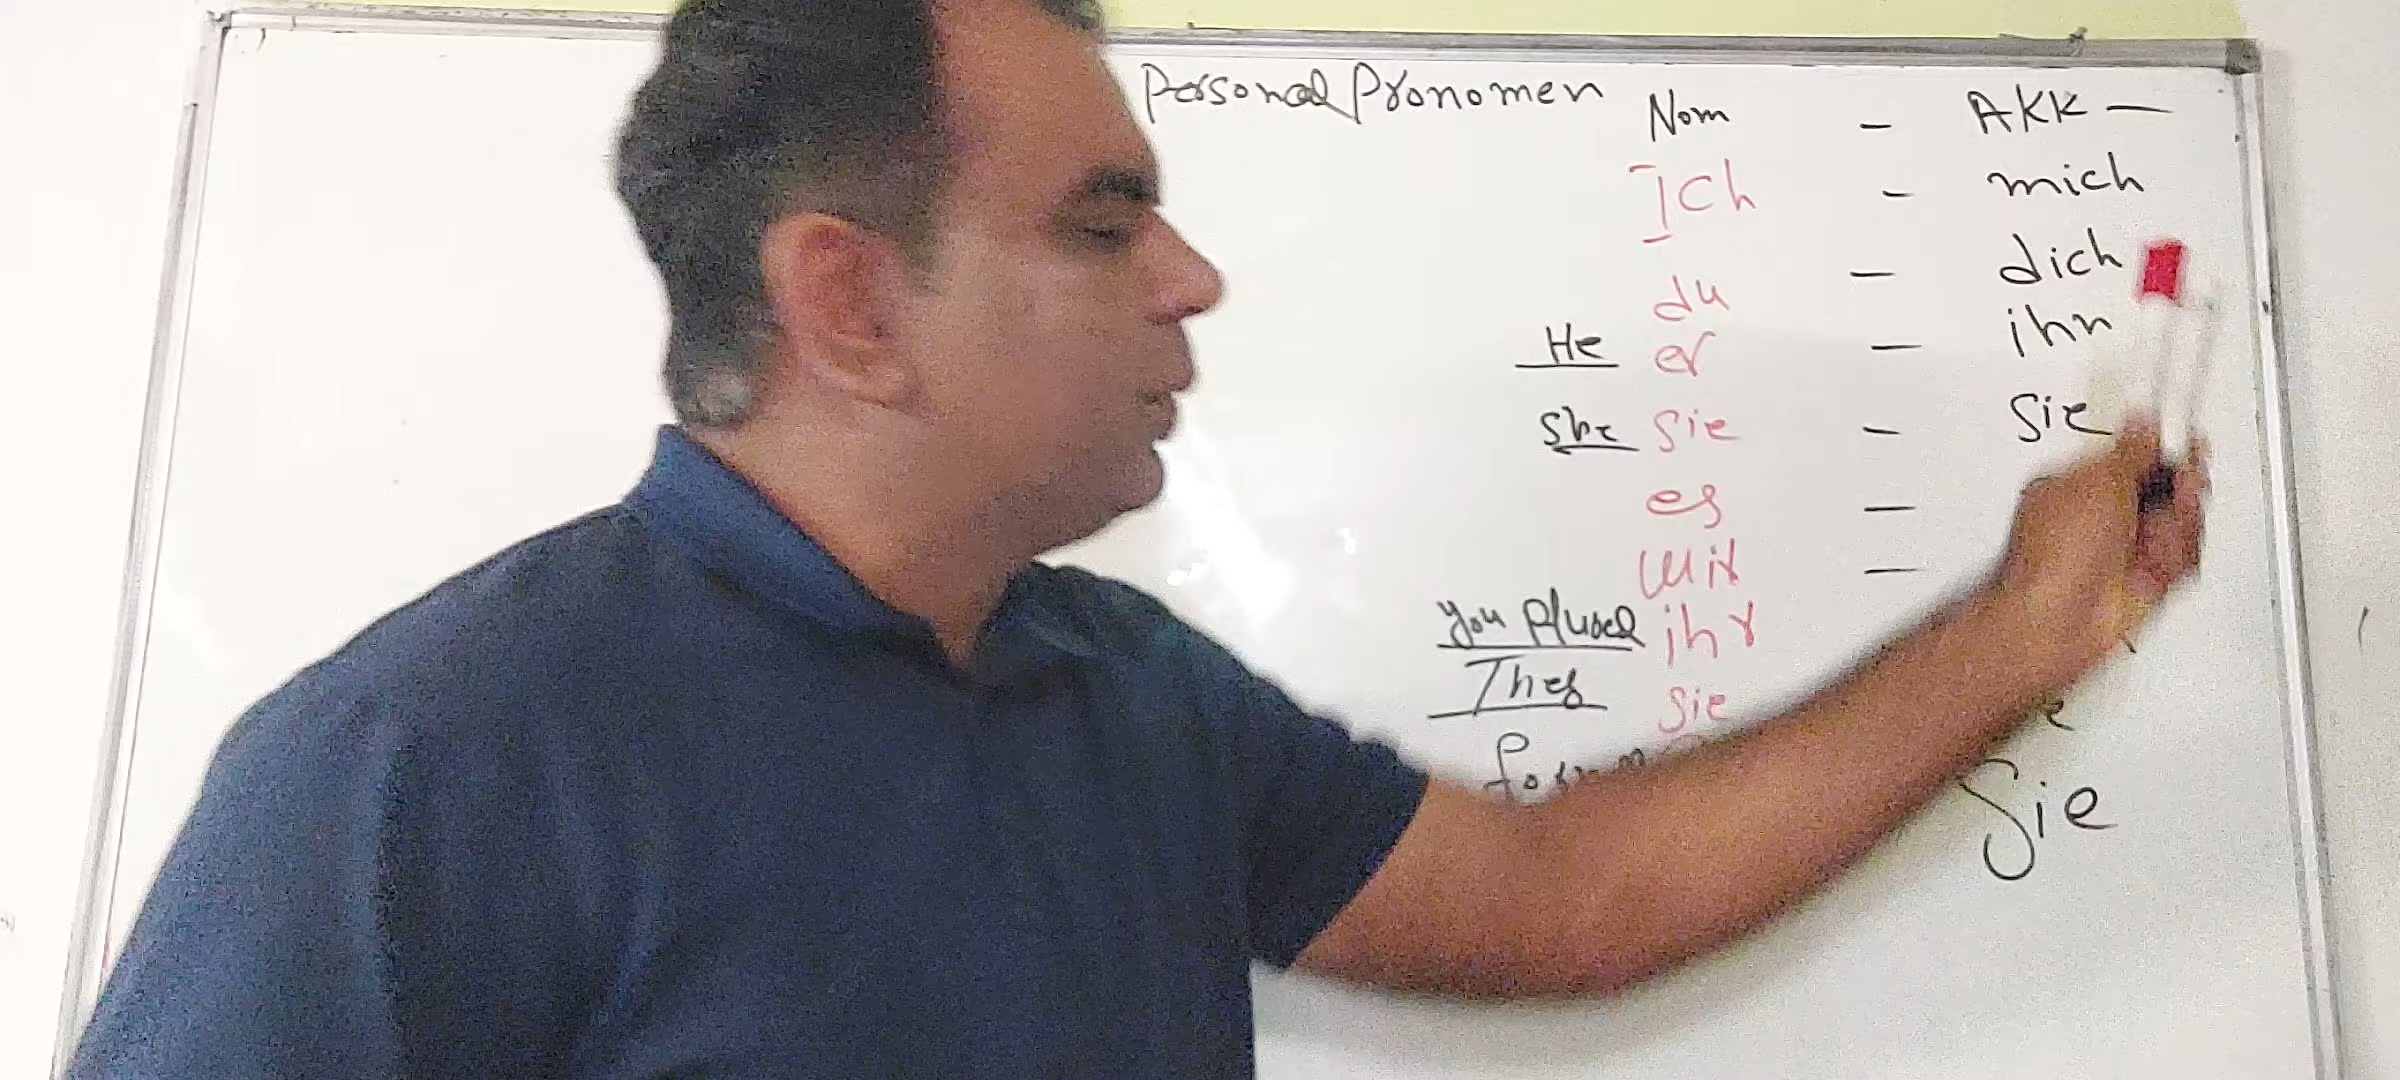 Personal Pronomen Nom - AKK -
Ich - mich
du - dich
He er - ihn
She sie - sie
es -
wir -
you plural ihr
They sie
Sie